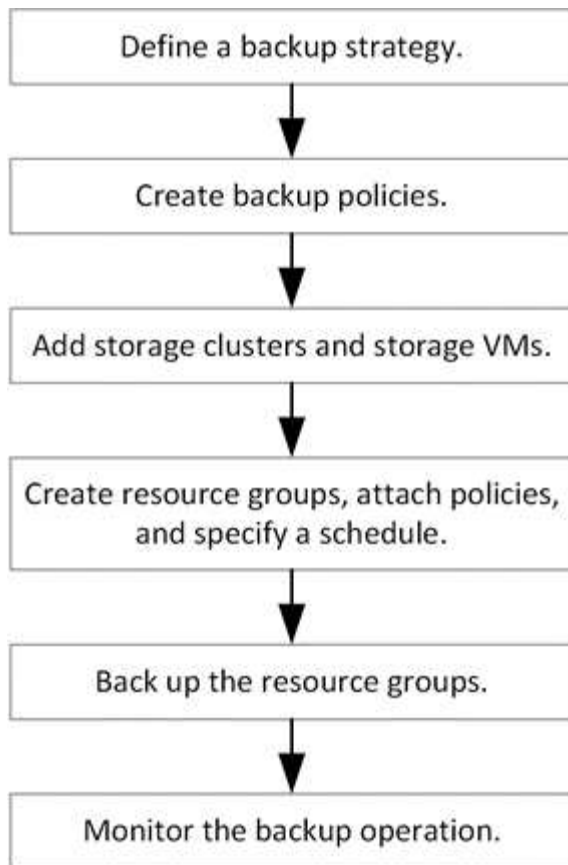 Define a backup strategy.
Create backup policies.
Add storage clusters and storage VMs.
Create resource groups, attach policies,
and specify a schedule.
Back up the resource groups.
Monitor the backup operation.